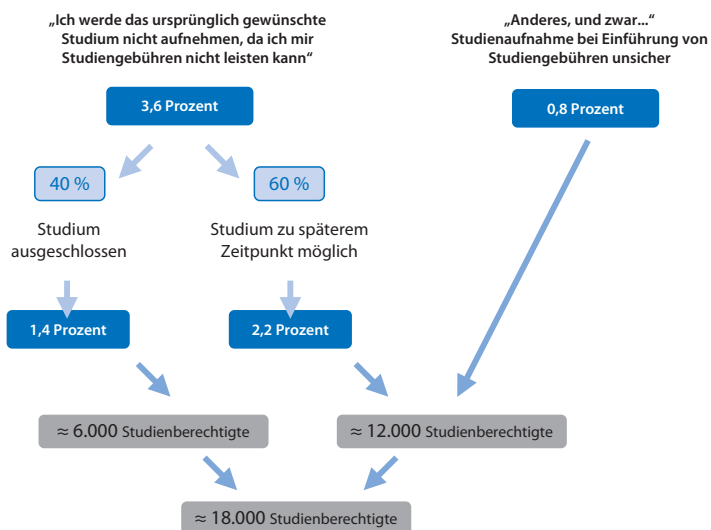 „Ich werde das ursprünglich gewünschte
Studium nicht aufnehmen, da ich mir
Studiengebühren nicht leisten kann“
„Anderes, und zwar...“
Studienaufnahme bei Einführung von
Studiengebühren unsicher
3,6 Prozent
0,8 Prozent
40 %
60 %
Studium
ausgeschlossen
Studium zu späterem
Zeitpunkt möglich
1,4 Prozent
2,2 Prozent
≈ 6.000 Studienberechtigte
≈ 12.000 Studienberechtigte
≈ 18.000 Studienberechtigte